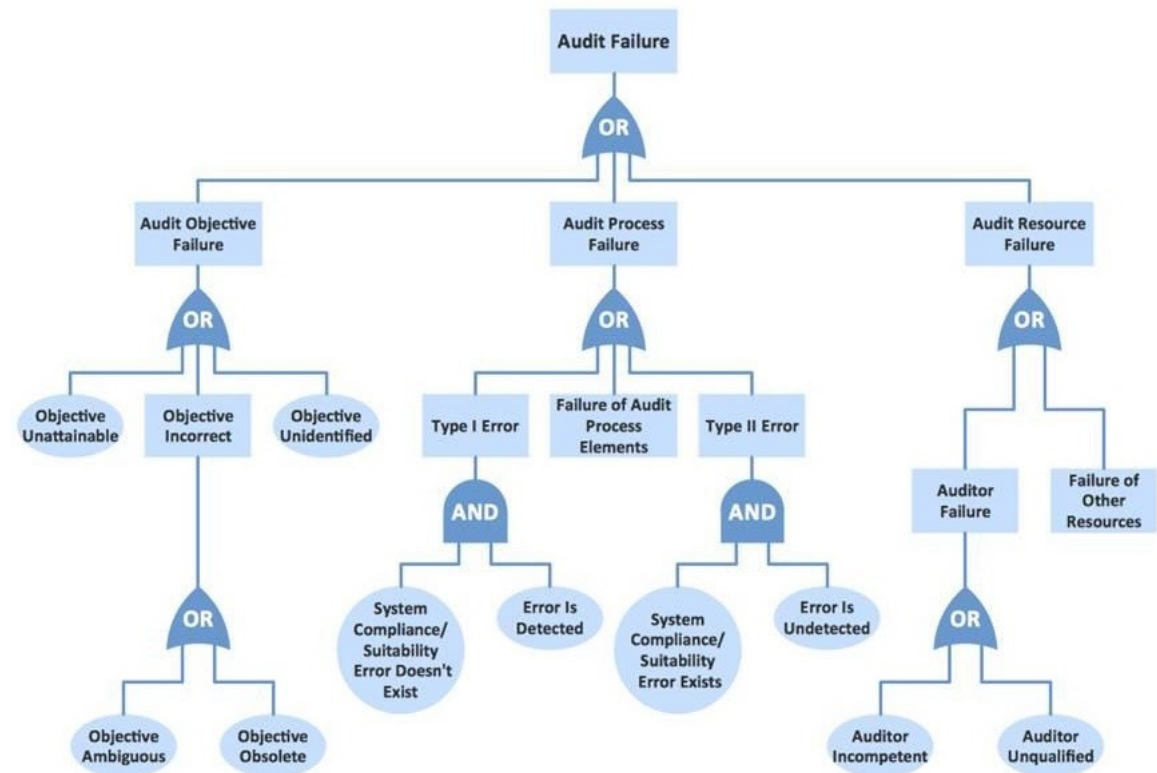 Audit Failure
OR
Audit Objective
Failure
Audit Process
Failure
Audit Resource
Failure
OR
OR
OR
Objective
Unattainable
Objective
Incorrect
Objective
Unidentified
Type I Error
Failure of Audit
Process
Elements
Type II Error
Auditor
Failure
Failure of
Other
Resources
AND
AND
OR
System
Compliance/
Suitability
Error Doesn't
Exist
Error Is
Detected
System
Compliance/
Suitability
Error Exists
Error Is
Undetected
OR
Objective
Ambiguous
Objective
Obsolete
Auditor
Incompetent
Auditor
Unqualified